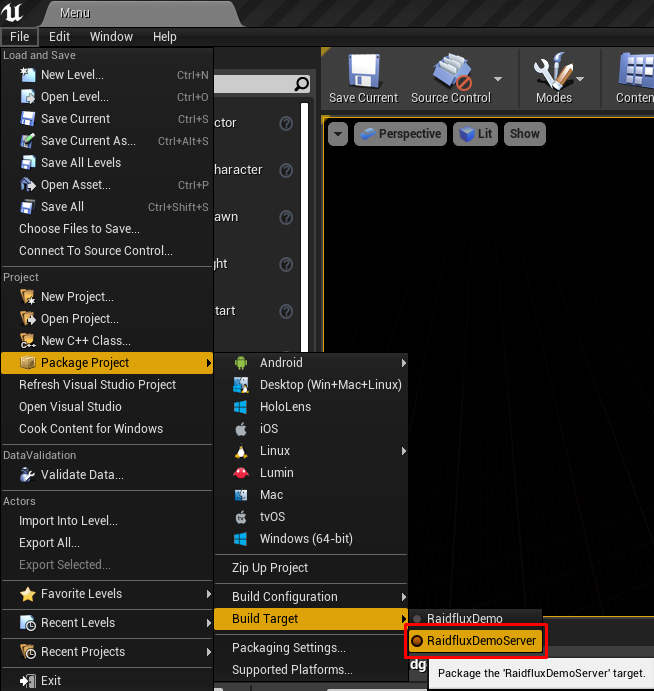 Menu
File Edit Window Help
Load and Save
New Level... Ctrl+N
Open Level... Ctrl+O
Save Current Ctrl+S
Save Current As... Ctrl+Alt+S
Save All Levels
Open Asset... Ctrl+P
Save All Ctrl+Shift+S
Choose Files to Save...
Connect To Source Control...
Project
New Project...
Open Project...
New C++ Class...
Package Project
Refresh Visual Studio Project
Open Visual Studio
Cook Content for Windows
DataValidation
Validate Data...
Actors
Import Into Level...
Export All...
Export Selected...
Favorite Levels
Recent Levels
Recent Projects
Exit
ctor
haracter
awn
ght
tart
Save Current Source Control Modes Conten
Perspective Lit Show
Android
Desktop (Win+Mac+Linux)
HoloLens
iOS
Linux
Lumin
Mac
tvOS
Windows (64-bit)
Zip Up Project
Build Configuration
Build Target
Packaging Settings...
Supported Platforms...
RaidfluxDemo
RaidfluxDemoServer
Package the 'RaidfluxDemoServer' target.